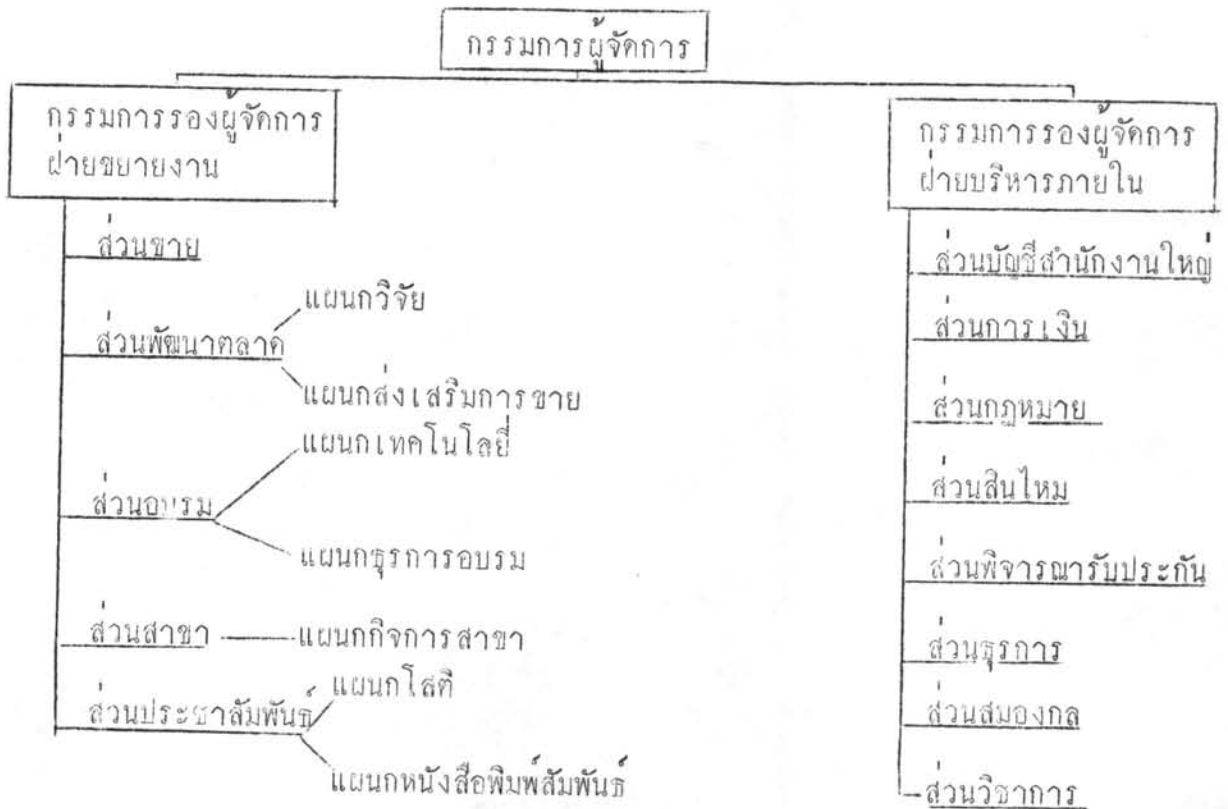 กรรมการผู้จัดการ
กรรมการรองผู้จัดการ
ฝ่ายขยายงาน
ส่วนขาย
ส่วนพัฒนาตลาด
แผนกวิจัย
แผนกส่งเสริมการขาย
ส่วนอบรม
แผนกเทคโนโลยี่
แผนกธุรการอบรม
ส่วนสาขา
แผนกกิจการสาขา
ส่วนประชาสัมพันธ์
แผนกโสตี
แผนกหนังสือพิมพ์สัมพันธ์
กรรมการรองผู้จัดการ
ฝ่ายบริหารภายใน
ส่วนบัญชีสำนักงานใหญ่
ส่วนการเงิน
ส่วนกฎหมาย
ส่วนสินไหม
ส่วนพิจารณารับประกัน
ส่วนธุรการ
ส่วนสมองกล
ส่วนวิชาการ